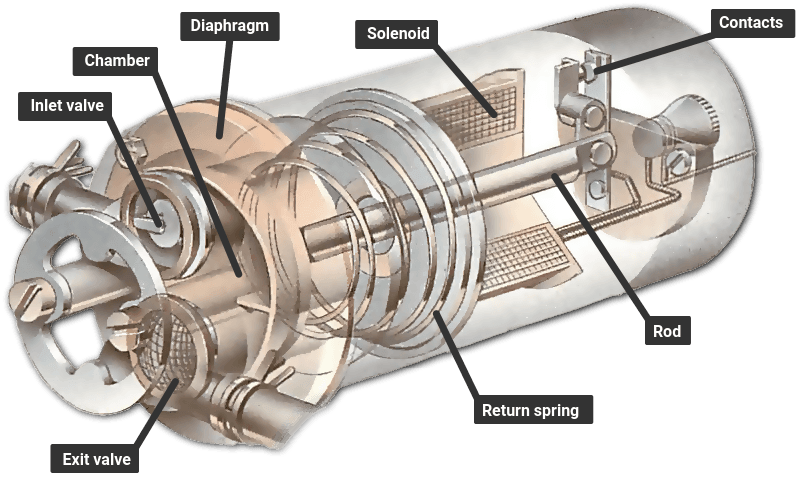 Diaphragm
Contacts
Solenoid
Chamber
Inlet valve
Rod
Return spring
Exit valve